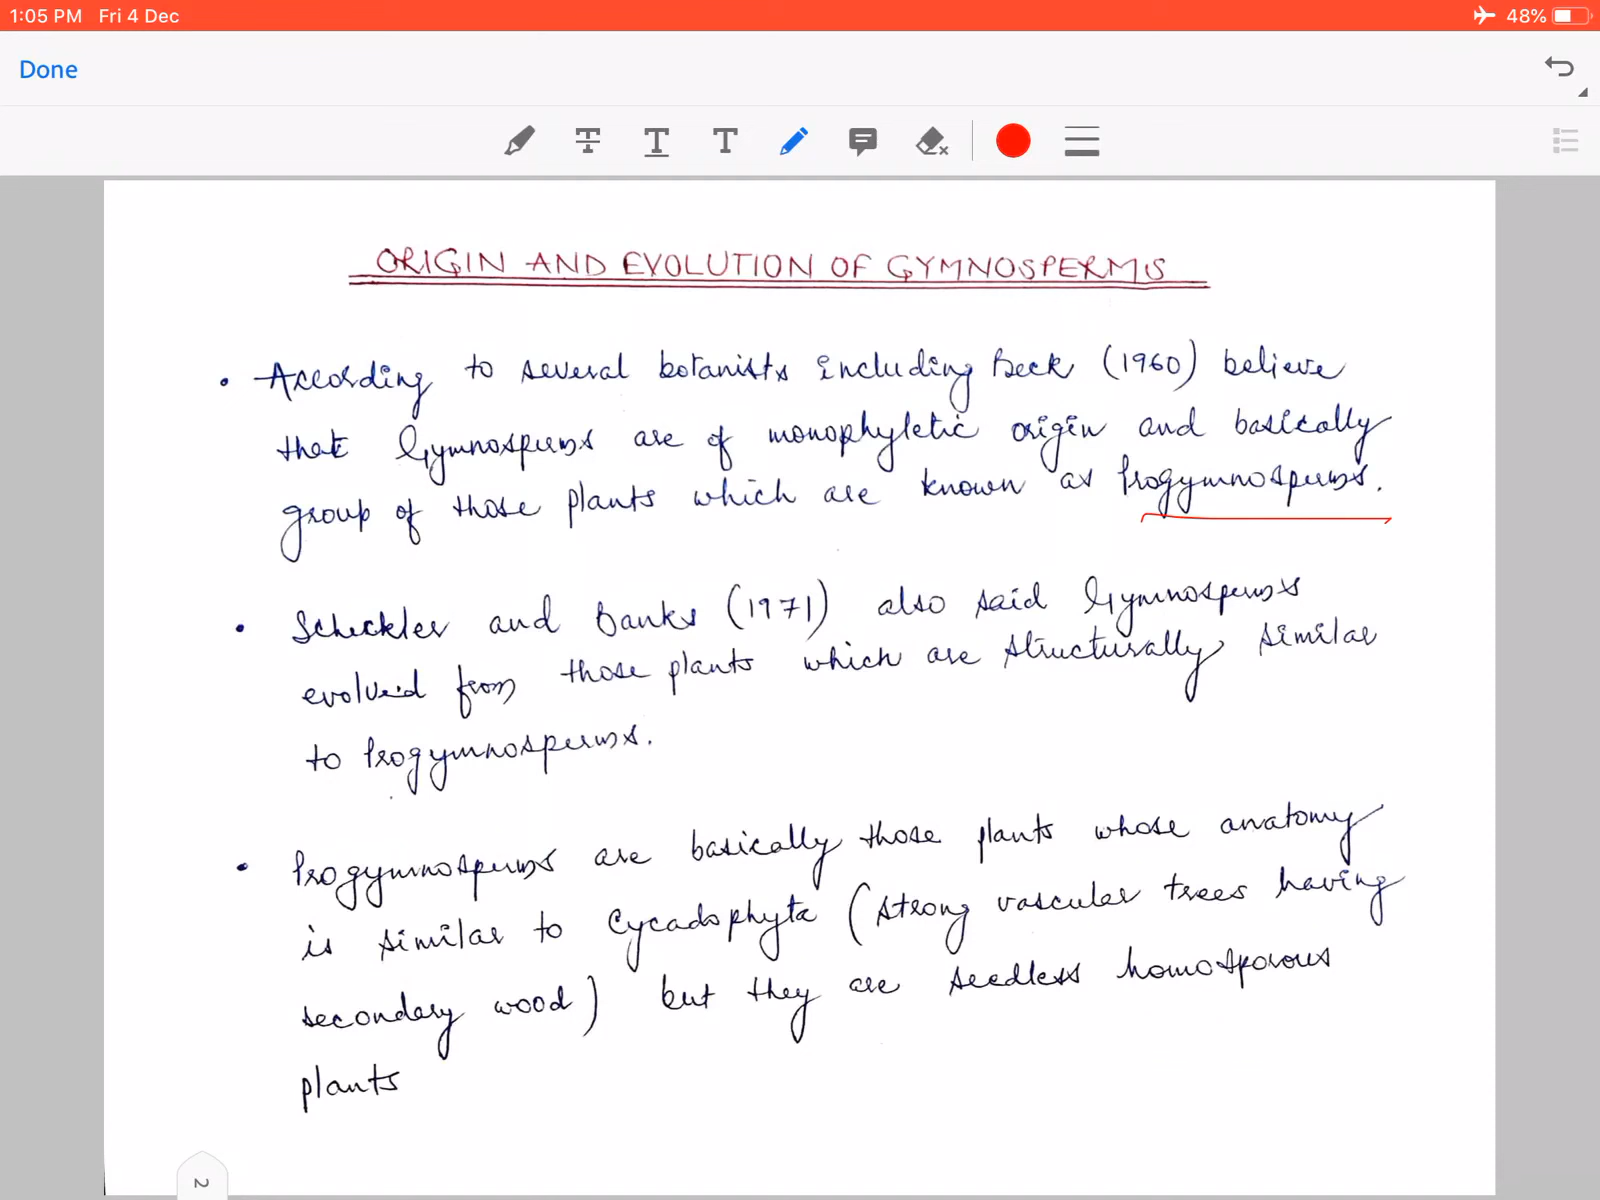 1:05 PM Fri 4 Dec 48%
Done
ORIGIN AND EVOLUTION OF GYMNOSPERMS
• According to several botanists including Beck (1960) believe
that Gymnosperms are of monophyletic origin and basically
group of those plants which are known as Progymnosperms.
• Scheckler and Banks (1971) also said Gymnosperms
evolved from those plants which are structurally similar
to Progymnosperms.
• Progymnosperms are basically those plants whose anatomy
is similar to Cycadophyta (strong vascular trees having
secondary wood) but they are seedless homosporous
plants
2